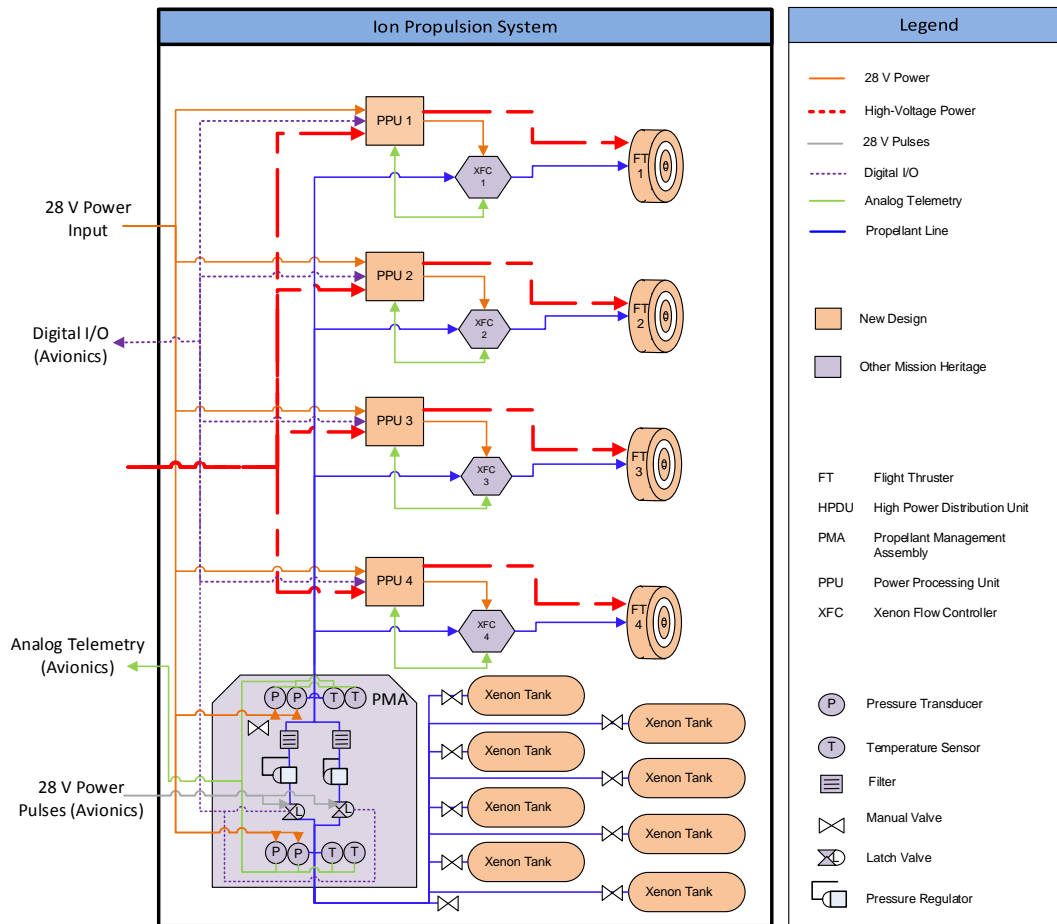 Ion Propulsion System
PPU 1
XFC
1
FT
1
28 V Power
Input
PPU 2
XFC
2
FT
2
Digital I/O
(Avionics)
PPU 3
XFC
3
FT
3
PPU 4
XFC
4
FT
4
Analog Telemetry
(Avionics)
P
P
T
T
PMA
28 V Power
Pulses (Avionics)
L
L
P
P
T
T
Xenon Tank
Xenon Tank
Xenon Tank
Xenon Tank
Xenon Tank
Xenon Tank
Xenon Tank
Xenon Tank
Legend
28 V Power
High-Voltage Power
28 V Pulses
Digital I/O
Analog Telemetry
Propellant Line
New Design
Other Mission Heritage
FT Flight Thruster
HPDU High Power Distribution Unit
PMA Propellant Management
Assembly
PPU Power Processing Unit
XFC Xenon Flow Controller
P Pressure Transducer
T Temperature Sensor
Filter
Manual Valve
L Latch Valve
Pressure Regulator